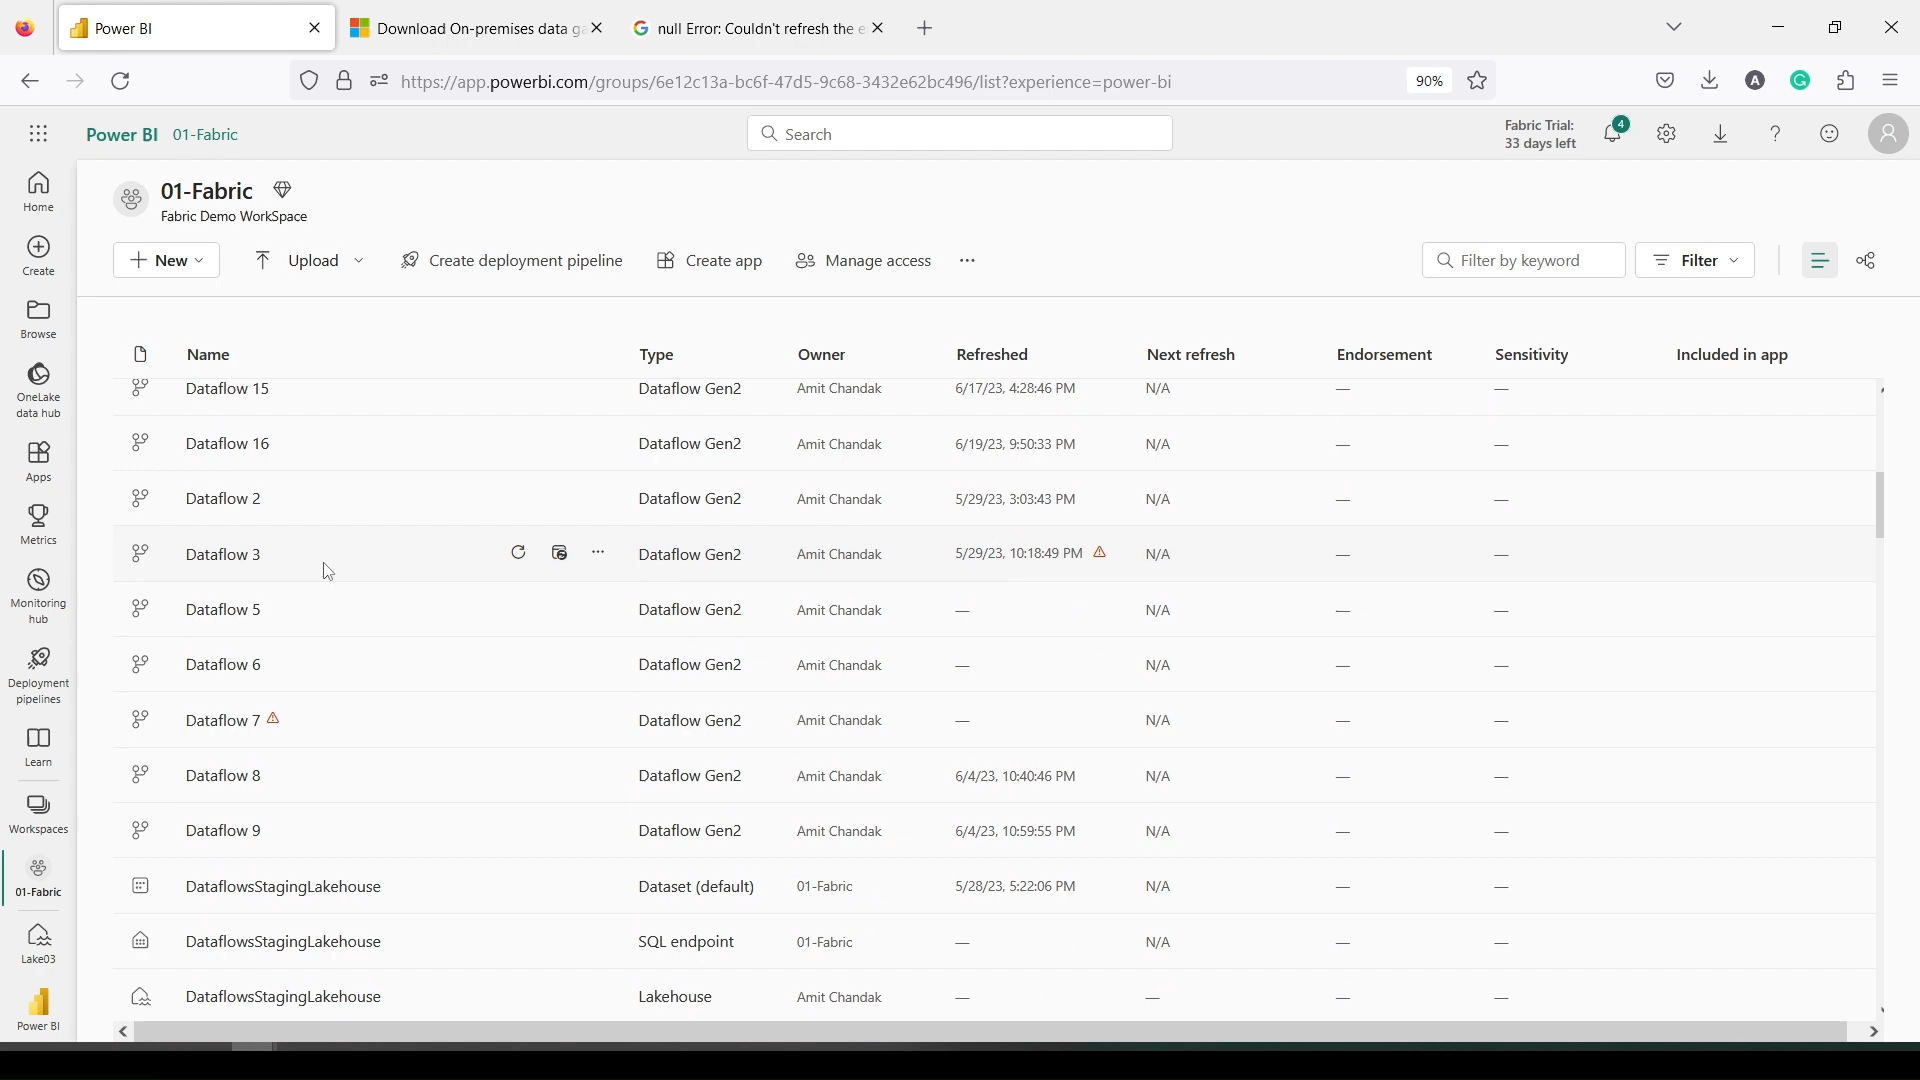 Power BI
Download On-premises data ga
null Error: Couldn't refresh the e
https://app.powerbi.com/groups/6e12c13a-bc6f-47d5-9c68-3432e62bc496/list?experience=power-bi
90%
A
G
Power BI 01-Fabric
Search
Fabric Trial:
33 days left
4
?
Home
Create
Browse
OneLake
data hub
Apps
Metrics
Monitoring
hub
Deployment
pipelines
Learn
Workspaces
01-Fabric
Lake03
Power BI
01-Fabric
Fabric Demo WorkSpace
New
Upload
Create deployment pipeline
Create app
Manage access
Filter by keyword
Filter
Name Type Owner Refreshed Next refresh Endorsement Sensitivity Included in app
Dataflow 15 Dataflow Gen2 Amit Chandak 6/17/23, 4:28:46 PM N/A — —
Dataflow 16 Dataflow Gen2 Amit Chandak 6/19/23, 9:50:33 PM N/A — —
Dataflow 2 Dataflow Gen2 Amit Chandak 5/29/23, 3:03:43 PM N/A — —
Dataflow 3 Dataflow Gen2 Amit Chandak 5/29/23, 10:18:49 PM N/A — —
Dataflow 5 Dataflow Gen2 Amit Chandak — N/A — —
Dataflow 6 Dataflow Gen2 Amit Chandak — N/A — —
Dataflow 7 Dataflow Gen2 Amit Chandak — N/A — —
Dataflow 8 Dataflow Gen2 Amit Chandak 6/4/23, 10:40:46 PM N/A — —
Dataflow 9 Dataflow Gen2 Amit Chandak 6/4/23, 10:59:55 PM N/A — —
DataflowsStagingLakehouse Dataset (default) 01-Fabric 5/28/23, 5:22:06 PM N/A — —
DataflowsStagingLakehouse SQL endpoint 01-Fabric — N/A — —
DataflowsStagingLakehouse Lakehouse Amit Chandak — — — —